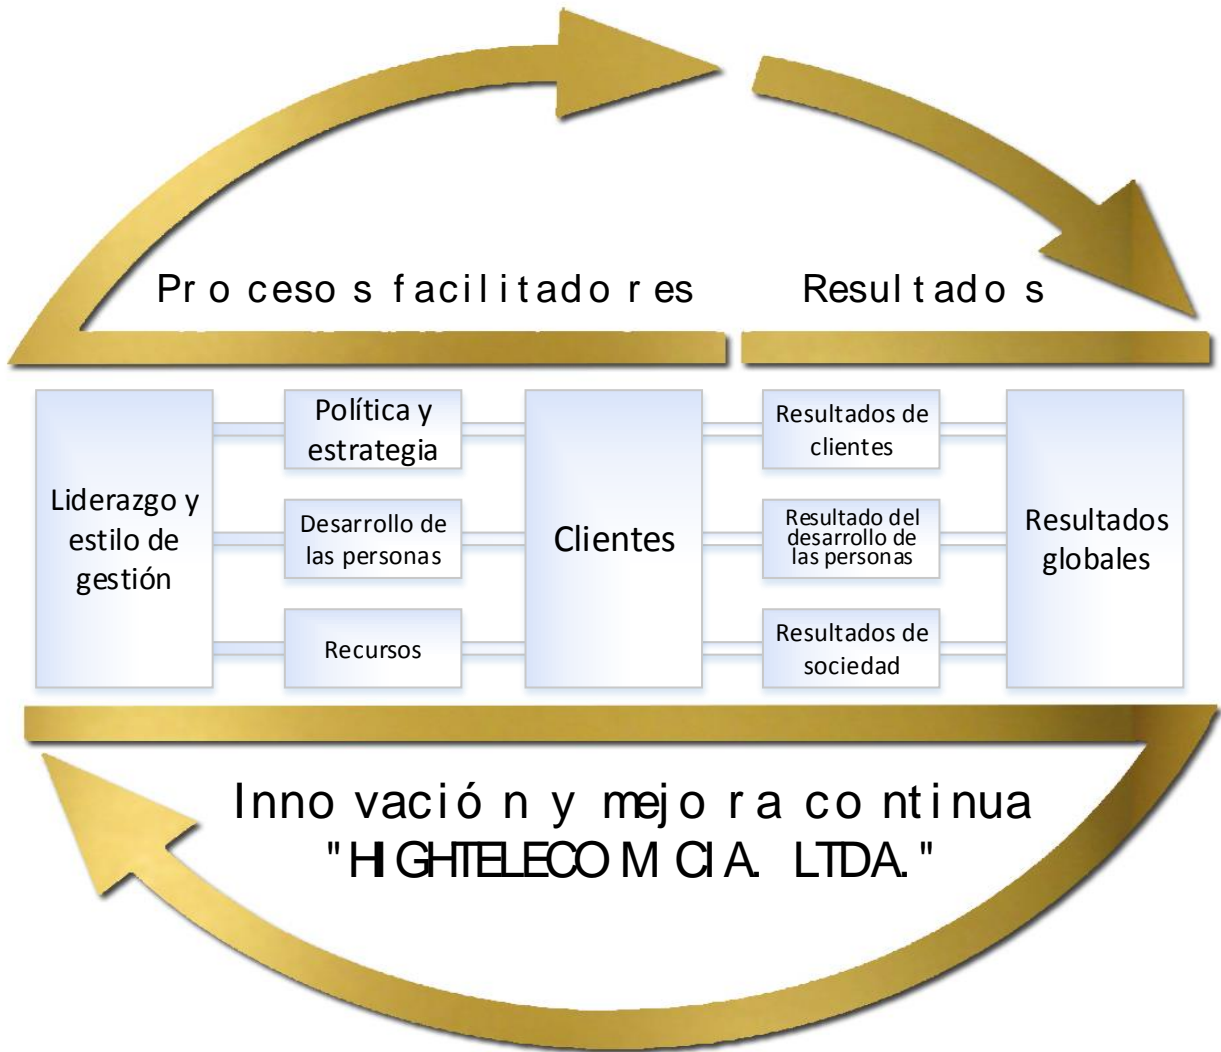 Procesos facilitadores
Resultados
Liderazgo y
estilo de
gestión
Política y
estrategia
Desarrollo de
las personas
Recursos
Clientes
Resultados de
clientes
Resultado del
desarrollo de
las personas
Resultados de
sociedad
Resultados
globales
Innovación y mejora continua
"HIGHTELECOM CIA. LTDA."